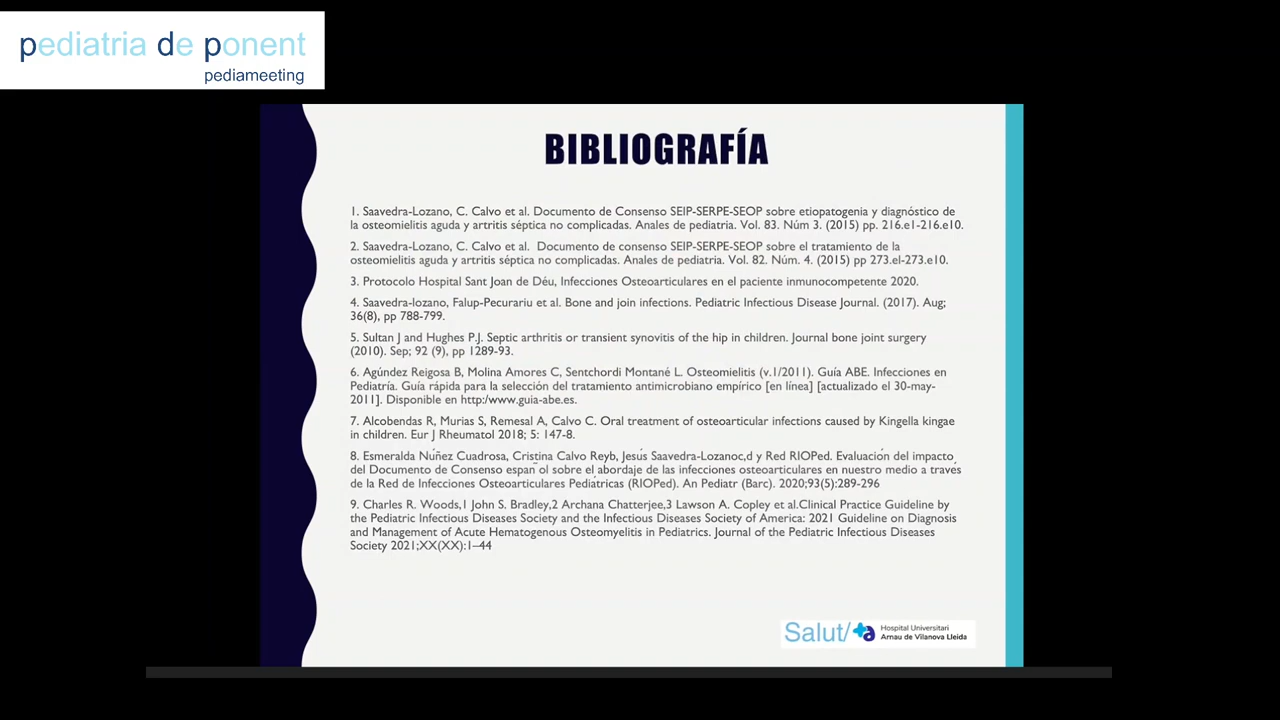 pediatria de ponent
pediameeting
BIBLIOGRAFÍA
1. Saavedra-Lozano, C. Calvo et al. Documento de Consenso SEIP-SERPE-SEOP sobre etiopatogenia y diagnóstico de
la osteomielitis aguda y artritis séptica no complicadas. Anales de pediatria. Vol. 83. Núm 3. (2015) pp. 216.e1-216.e10.
2. Saavedra-Lozano, C. Calvo et al. Documento de consenso SEIP-SERPE-SEOP sobre el tratamiento de la
osteomielitis aguda y artritis séptica no complicadas. Anales de pediatria. Vol. 82. Núm. 4. (2015) pp 273.el-273.e10.
3. Protocolo Hospital Sant Joan de Déu, Infecciones Osteoarticulares en el paciente inmunocompetente 2020.
4. Saavedra-lozano, Falup-Pecurariu et al. Bone and join infections. Pediatric Infectious Disease Journal. (2017). Aug;
36(8), pp 788-799.
5. Sultan J and Hughes P.J. Septic arthritis or transient synovitis of the hip in children. Journal bone joint surgery
(2010). Sep; 92 (9), pp 1289-93.
6. Agúndez Reigosa B, Molina Amores C, Sentchordi Montané L. Osteomielitis (v.1/2011). Guía ABE. Infecciones en
Pediatría. Guía rápida para la selección del tratamiento antimicrobiano empírico [en línea] [actualizado el 30-may-
2011]. Disponible en http:/www.guia-abe.es.
7. Alcobendas R, Murias S, Remesal A, Calvo C. Oral treatment of osteoarticular infections caused by Kingella kingae
in children. Eur J Rheumatol 2018; 5: 147-8.
8. Esmeralda Núñez Cuadrosa, Cristina Calvo Reyb, Jesús Saavedra-Lozanoc,d y Red RIOPed. Evaluación del impacto
del Documento de Consenso español sobre el abordaje de las infecciones osteoarticulares en nuestro medio a través
de la Red de Infecciones Osteoarticulares Pediátricas (RIOPed). An Pediatr (Barc). 2020;93(5):289-296
9. Charles R. Woods,1 John S. Bradley,2 Archana Chatterjee,3 Lawson A. Copley et al.Clinical Practice Guideline by
the Pediatric Infectious Diseases Society and the Infectious Diseases Society of America: 2021 Guideline on Diagnosis
and Management of Acute Hematogenous Osteomyelitis in Pediatrics. Journal of the Pediatric Infectious Diseases
Society 2021;XX(XX):1–44
Salut/
Hospital Universitari
Arnau de Vilanova Lleida